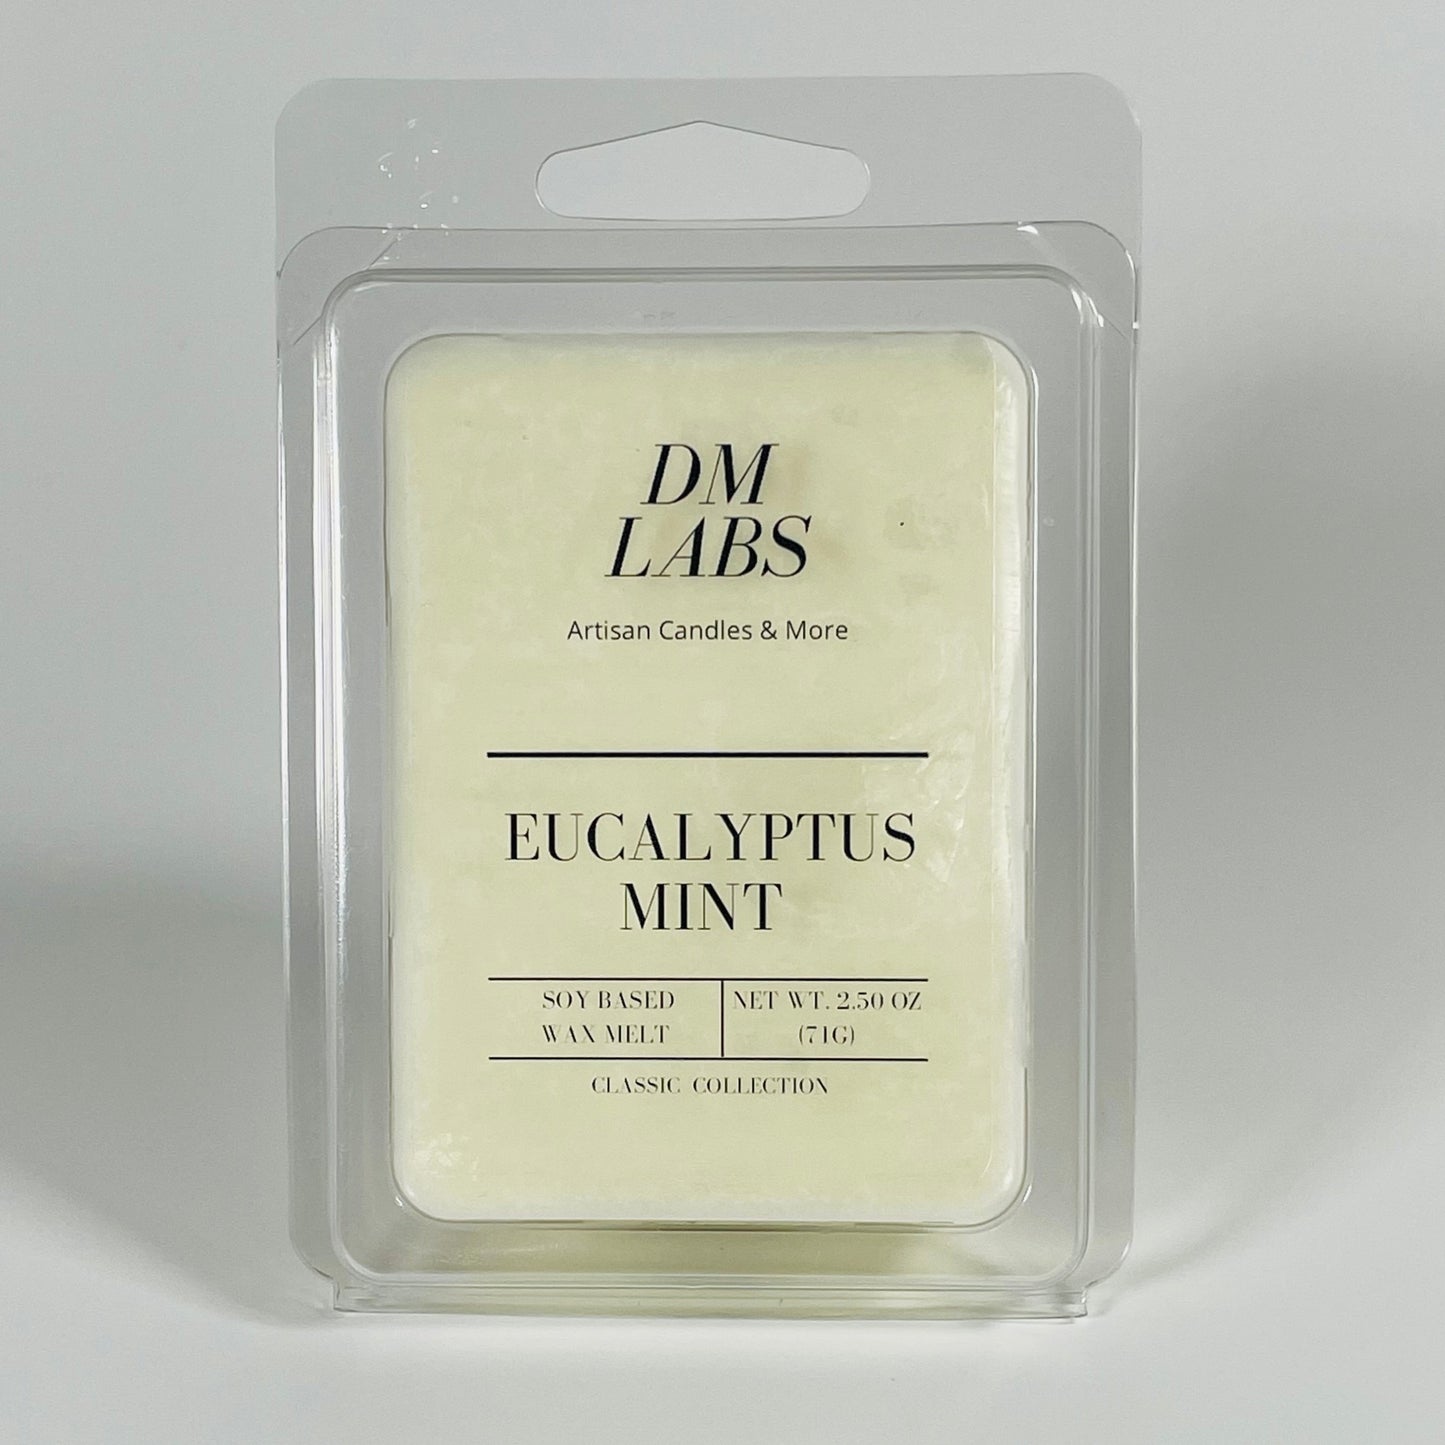 DM
LABS
Artisan Candles & More
EUCALYPTUS
MINT
SOY BASED
WAX MELT
NET WT. 2.50 OZ
(71G)
CLASSIC COLLECTION